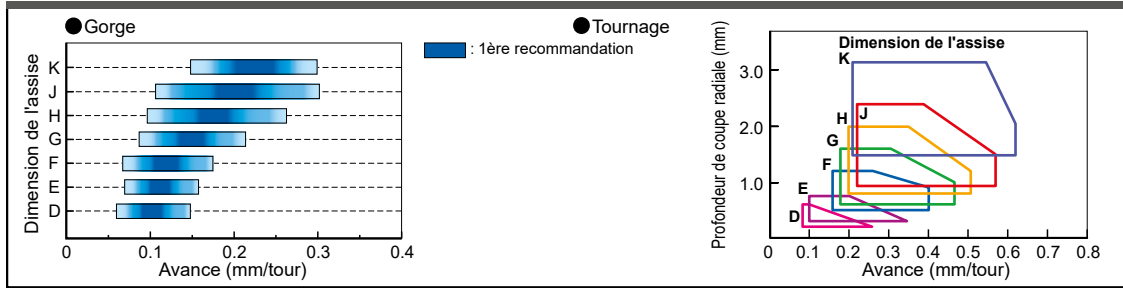 Gorge
Dimension de l'assise
K
J
H
G
F
E
D
0 0.1 0.2 0.3 0.4
Avance (mm/tour)
: 1ère recommandation
Tournage
Profondeur de coupe radiale (mm)
Dimension de l'assise
3.0
2.0
1.0
K
J
H
G
F
E
D
0 0.1 0.2 0.3 0.4 0.5 0.6 0.7 0.8
Avance (mm/tour)